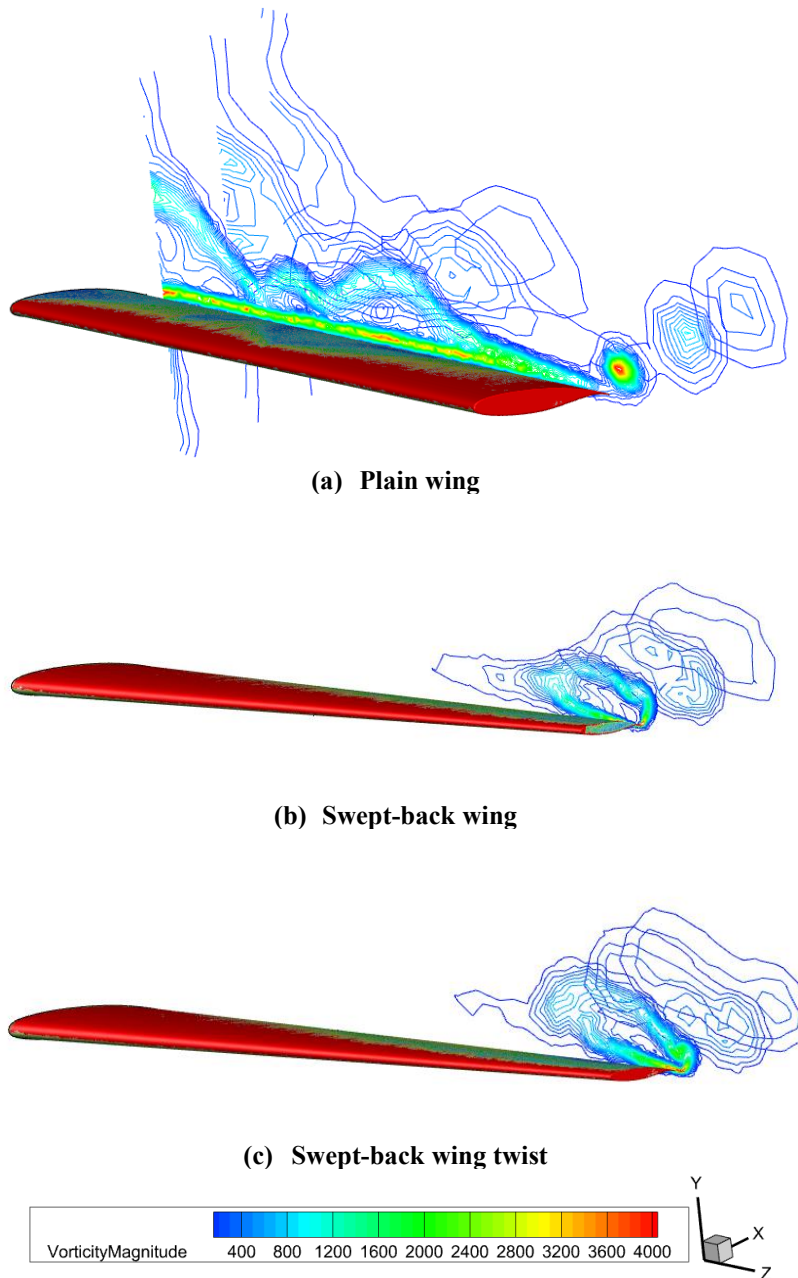 (a) Plain wing
(b) Swept-back wing
(c) Swept-back wing twist
VorticityMagnitude
400 800 1200 1600 2000 2400 2800 3200 3600 4000
Y
X
Z